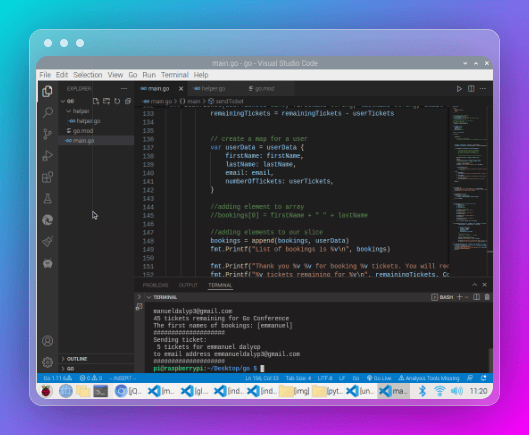 main.go - go - Visual Studio Code
File Edit Selection View Go Run Terminal Help
EXPLORER
main.go
helper.go
go.mod
GO
main.go > {} main > sendTicket
helper
helper.go
go.mod
main.go
133 remainingTickets = remainingTickets - userTickets
134
135
136 // create a map for a user
137 var userData = userData {
138 firstName: firstName,
139 lastName: lastName,
140 email: email,
141 numberOfTickets: userTickets,
142 }
143
144 //adding element to array
145 //bookings[0] = firstName + " " + lastName
146
147 //adding elements to our slice
148 bookings = append(bookings, userData)
149 fmt.Printf("List of bookings is %v\n", bookings)
150
151 fmt.Printf("Thank you %v %v for booking %v tickets. You will rec
152 fmt.Printf("%v tickets remaining for %v\n", remainingTickets, Co
PROBLEMS OUTPUT TERMINAL
TERMINAL
bash
manueldalyp3@gmail.com
45 tickets remaining for Go Conference
The first names of bookings: [emmanuel]
####################
Sending ticket:
5 tickets for emmanuel dalyop
to email address emmanueldalyp3@gmail.com
####################
pi@raspberrypi:~/Desktop/go $
OUTLINE
GO
Go 1.11.6
0
0
-- INSERT --
Tab Size: 4 UTF-8 LF Go
Go Live
Analysis Tools Missing
[jQ... [m... [gl... [ind... [ind... [img] [pyt... [un... ma...
11:20